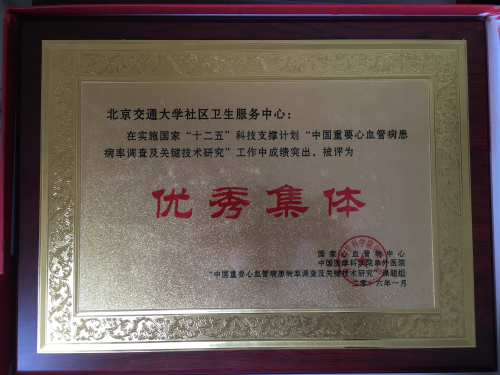 北京交通大学社区卫生服务中心：
在实施国家“十二五”科技支撑计划“中国重要心血管病患
病率调查及关键技术研究”工作中成绩突出，被评为
优秀集体
国家心血管病中心
中国医学科学院阜外医院
“中国重要心血管病患病率调查及关键技术研究”课题组
二零一六年一月